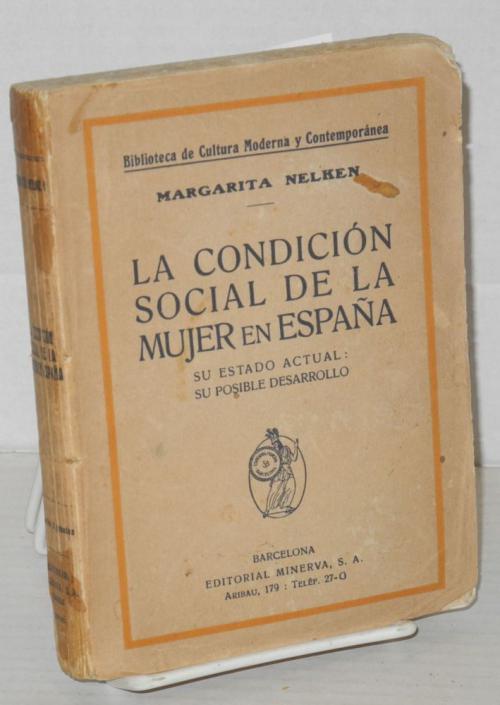 Biblioteca de Cultura Moderna y Contemporánea
MARGARITA NELKEN
LA CONDICIÓN
SOCIAL DE LA
MUJER EN ESPAÑA
SU ESTADO ACTUAL:
SU POSIBLE DESARROLLO
BARCELONA
EDITORIAL MINERVA, S. A.
ARIBAU, 179 : TELÉF. 27-G